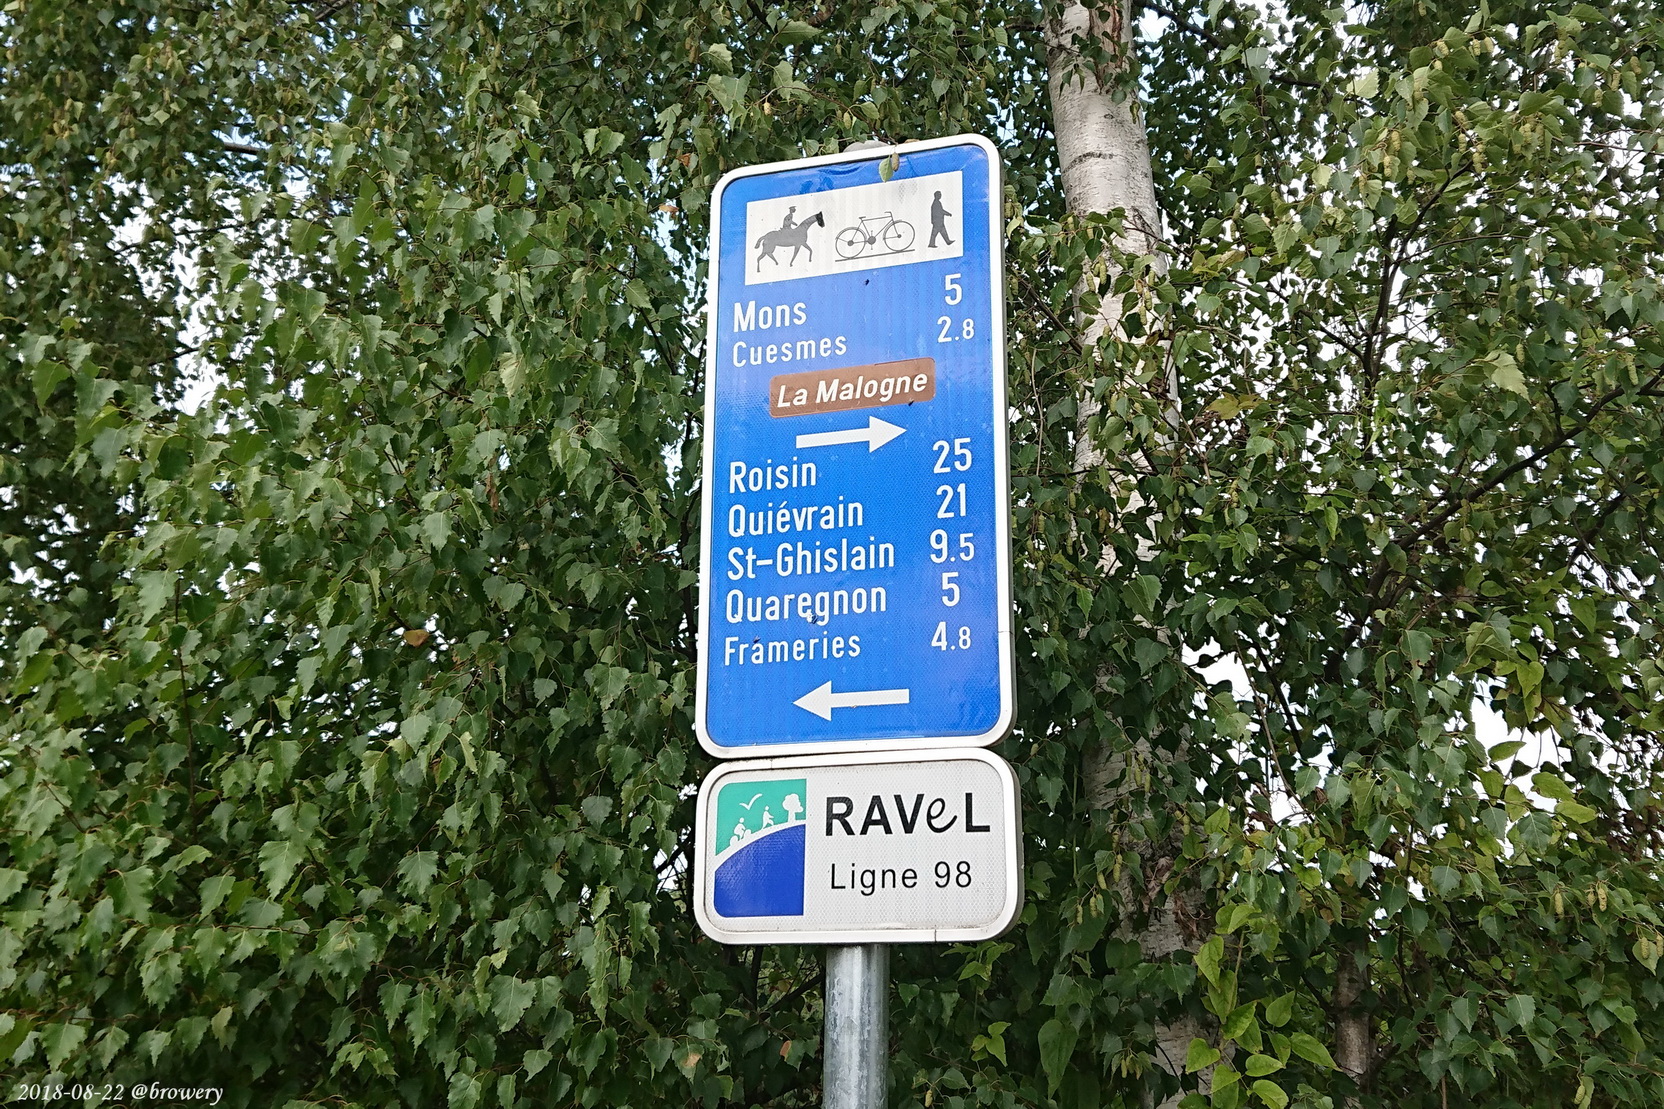 Mons 5
Cuesmes 2.8
La Malogne
Roisin 25
Quiévrain 21
St-Ghislain 9.5
Quaregnon 5
Frameries 4.8
RAVeL
Ligne 98
2018-08-22 @browery